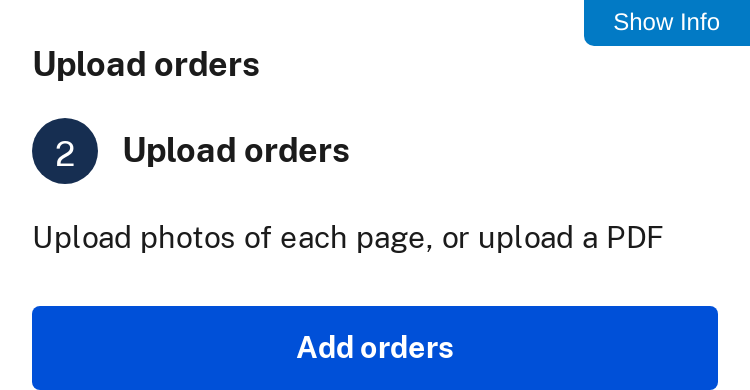 Show Info
Upload orders
2 Upload orders
Upload photos of each page, or upload a PDF
Add orders